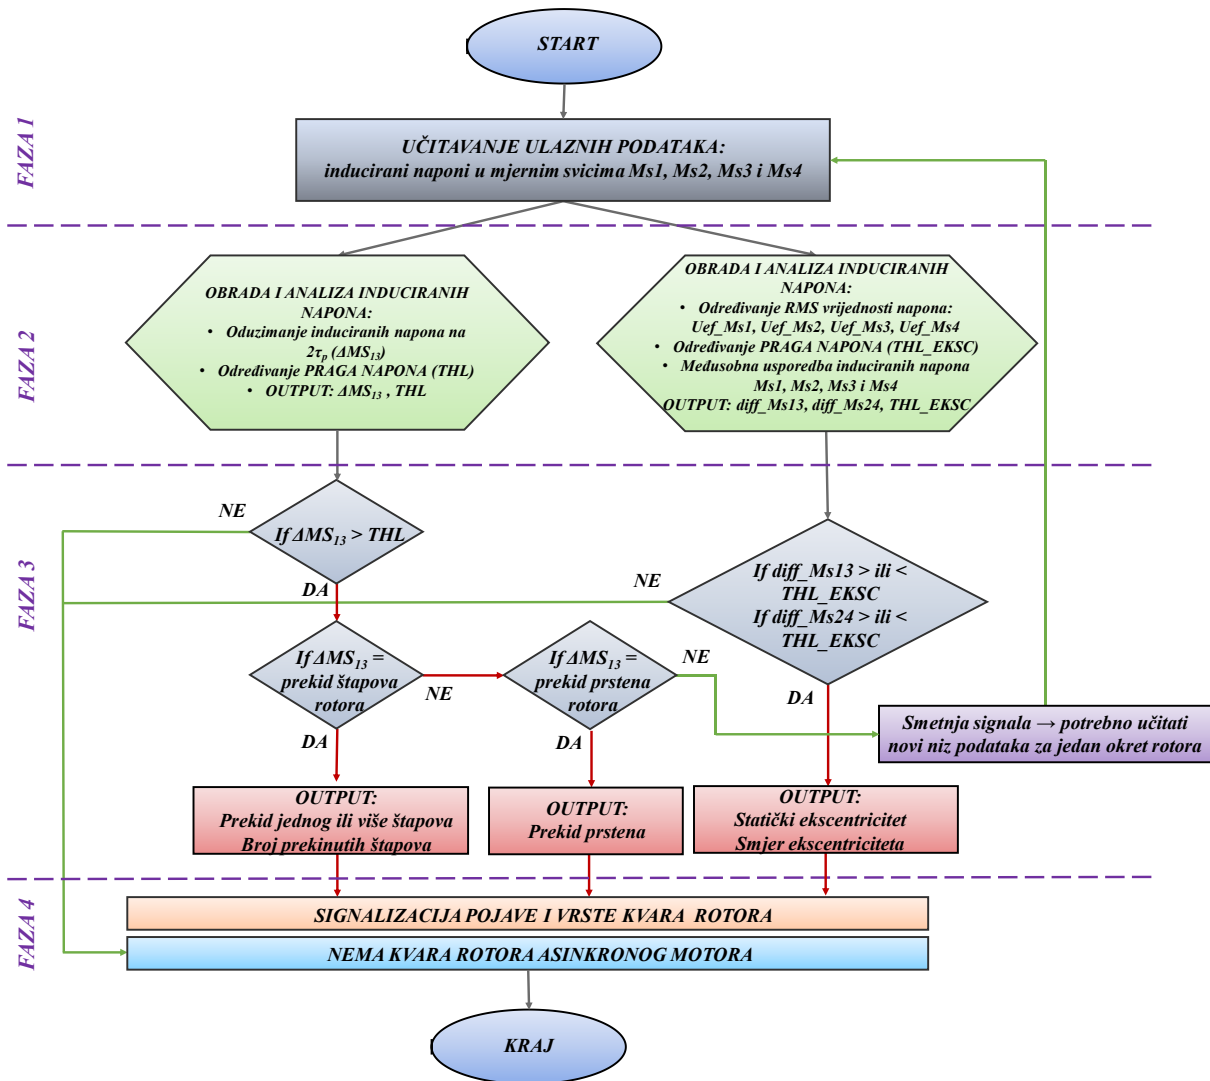 START
FAZA 1
UČITAVANJE ULAZNIH PODATAKA:
inducirani naponi u mjernim svicima Ms1, Ms2, Ms3 i Ms4
FAZA 2
OBRADA I ANALIZA INDUCIRANIH
NAPONA:
• Oduzimanje induciranih napona na
2τp (ΔMS13)
• Određivanje PRAGA NAPONA (THL)
• OUTPUT: ΔMS13 , THL
OBRADA I ANALIZA INDUCIRANIH
NAPONA:
• Određivanje RMS vrijednosti napona:
Uef_Ms1, Uef_Ms2, Uef_Ms3, Uef_Ms4
• Određivanje PRAGA NAPONA (THL_EKSC)
• Međusobna usporedba induciranih napona
Ms1, Ms2, Ms3 i Ms4
OUTPUT: diff_Ms13, diff_Ms24, THL_EKSC
FAZA 3
NE
If ΔMS13 > THL
DA
NE
If diff_Ms13 > ili <
THL_EKSC
If diff_Ms24 > ili <
THL_EKSC
DA
If ΔMS13 =
prekid štapova
rotora
NE
DA
If ΔMS13 =
prekid prstena
rotora
NE
DA
Smetnja signala → potrebno učitati
novi niz podataka za jedan okret rotora
OUTPUT:
Prekid jednog ili više štapova
Broj prekinutih štapova
OUTPUT:
Prekid prstena
OUTPUT:
Statički ekscentricitet
Smjer ekscentriciteta
FAZA 4
SIGNALIZACIJA POJAVE I VRSTE KVARA ROTORA
NEMA KVARA ROTORA ASINKRONOG MOTORA
KRAJ